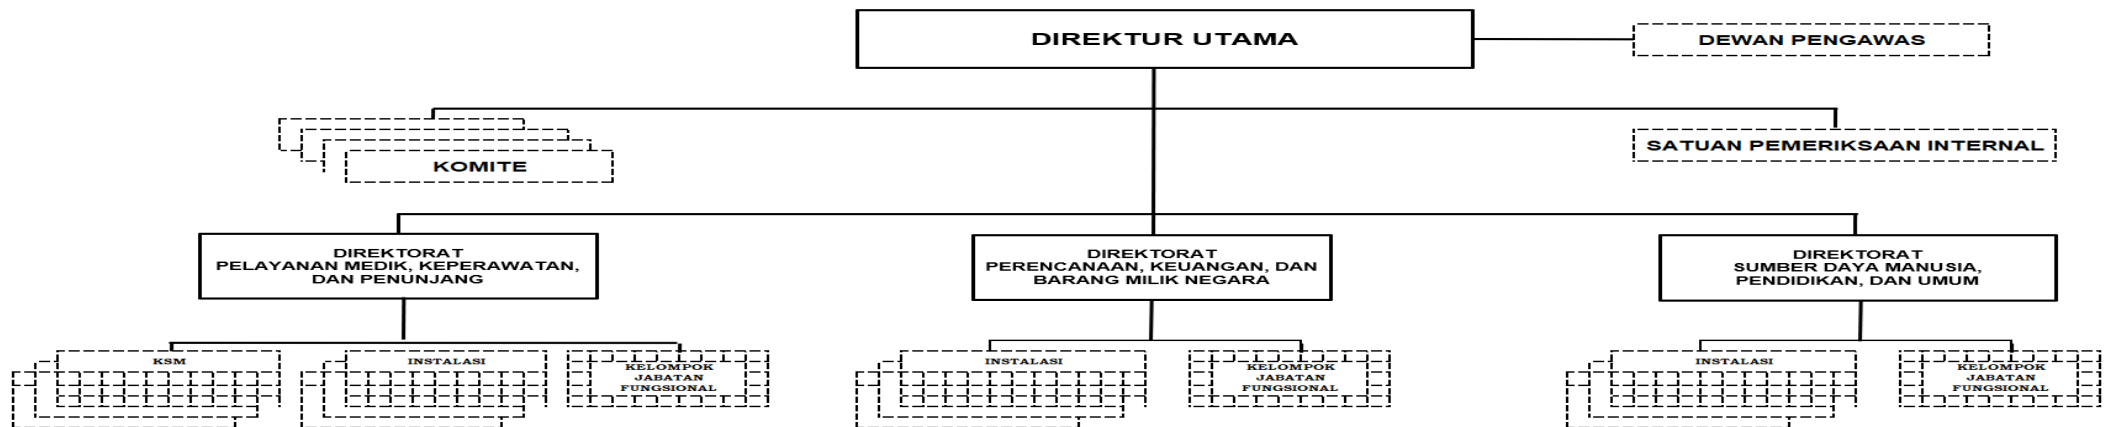 DIREKTUR UTAMA
DEWAN PENGAWAS
KOMITE
SATUAN PEMERIKSAAN INTERNAL
DIREKTORAT
PELAYANAN MEDIK, KEPERAWATAN,
DAN PENUNJANG
DIREKTORAT
PERENCANAAN, KEUANGAN, DAN
BARANG MILIK NEGARA
DIREKTORAT
SUMBER DAYA MANUSIA,
PENDIDIKAN, DAN UMUM
KSM
INSTALASI
KELOMPOK
JABATAN
FUNGSIONAL
INSTALASI
KELOMPOK
JABATAN
FUNGSIONAL
INSTALASI
KELOMPOK
JABATAN
FUNGSIONAL